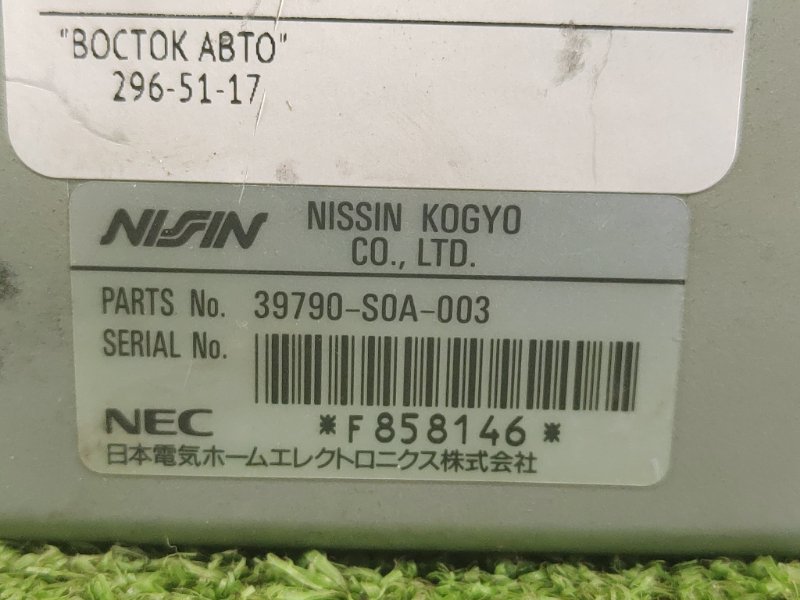 "ВОСТОК АВТО"
296-51-17
NISSIN
NISSIN KOGYO
CO., LTD.
PARTS No. 39790-S0A-003
SERIAL No.
NEC
*F858146*
日本電気ホームエレクトロニクス株式会社